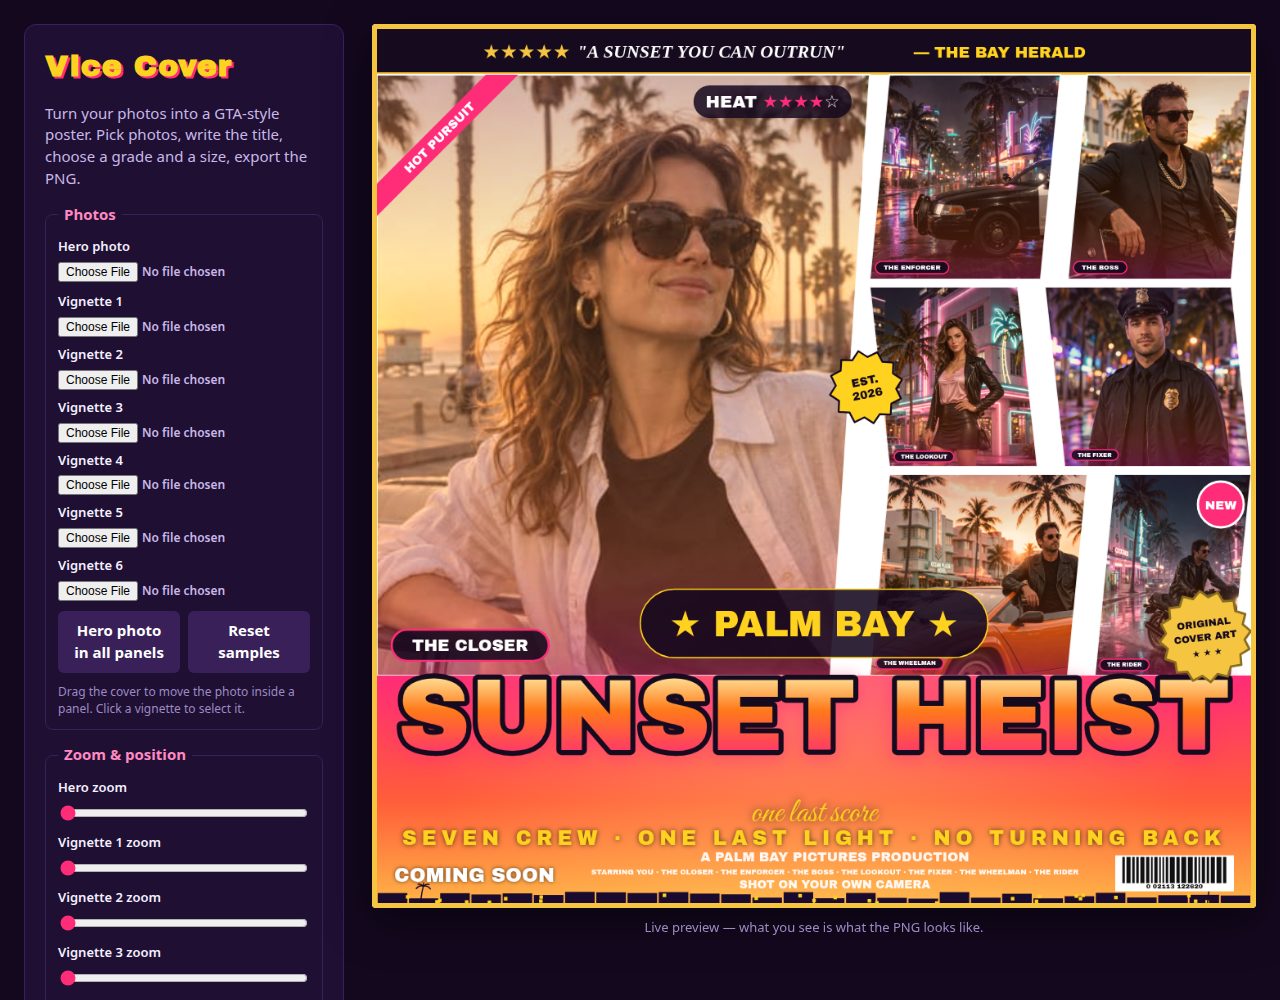 Vice Cover
Turn your photos into a GTA-style
poster. Pick photos, write the title,
choose a grade and a size, export the
PNG.
Photos
Hero photo
Choose File No file chosen
Vignette 1
Choose File No file chosen
Vignette 2
Choose File No file chosen
Vignette 3
Choose File No file chosen
Vignette 4
Choose File No file chosen
Vignette 5
Choose File No file chosen
Vignette 6
Choose File No file chosen
Hero photo
in all panels
Reset
samples
Drag the cover to move the photo inside a
panel. Click a vignette to select it.
Zoom & position
Hero zoom
Vignette 1 zoom
Vignette 2 zoom
Vignette 3 zoom
★★★★★ "A SUNSET YOU CAN OUTRUN" — THE BAY HERALD
HOT PURSUIT
HEAT ★★★★☆
THE ENFORCER
THE BOSS
EST.
2026
THE LOOKOUT
THE FIXER
NEW
THE CLOSER
★ PALM BAY ★
THE WHEELMAN
THE RIDER
ORIGINAL
COVER ART
★ ★ ★
SUNSET HEIST
one last score
SEVEN CREW · ONE LAST LIGHT · NO TURNING BACK
A PALM BAY PICTURES PRODUCTION
STARRING YOU · THE CLOSER · THE ENFORCER · THE BOSS · THE LOOKOUT · THE FIXER · THE WHEELMAN · THE RIDER
SHOT ON YOUR OWN CAMERA
COMING SOON
0 02113 122620
Live preview — what you see is what the PNG looks like.